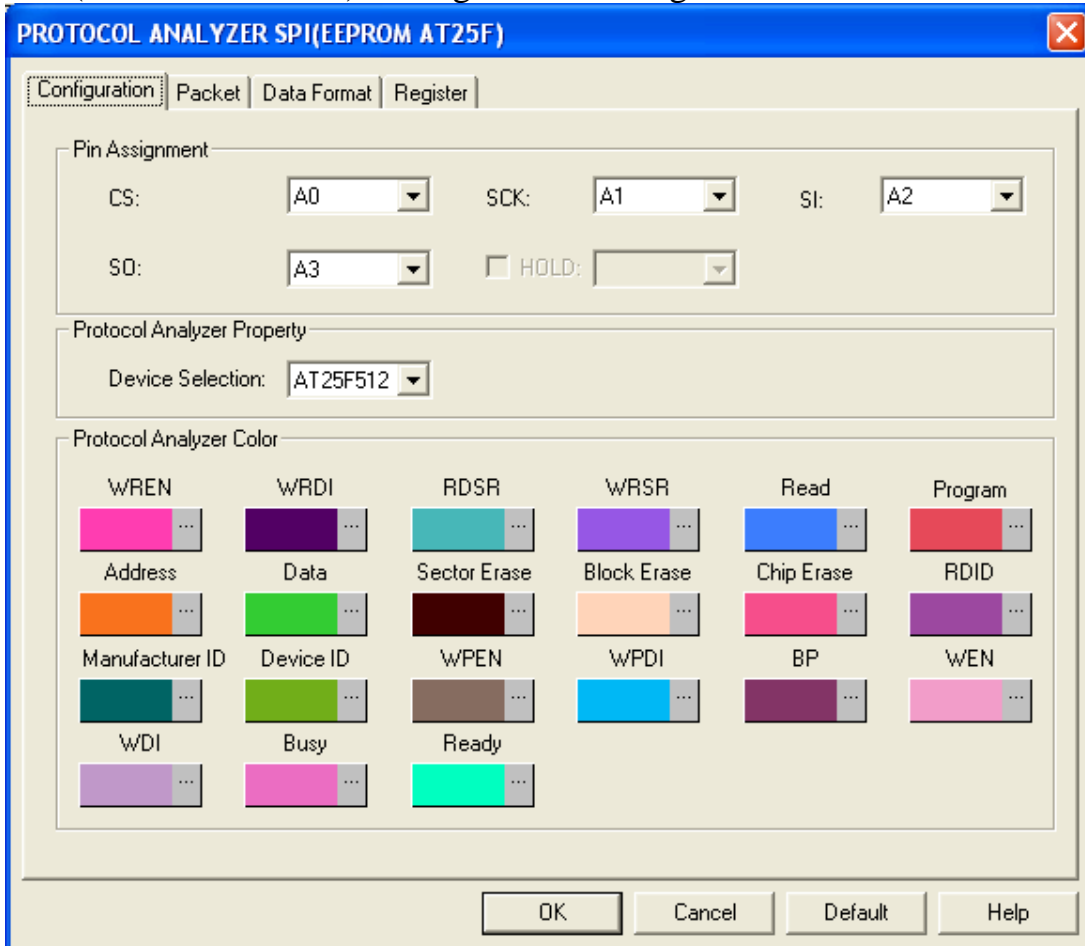 PROTOCOL ANALYZER SPI(EEPROM AT25F)
Configuration Packet Data Format Register
Pin Assignment
CS: A0 SCK: A1 SI: A2
SO: A3 HOLD:
Protocol Analyzer Property
Device Selection: AT25F512
Protocol Analyzer Color
WREN WRDI RDSR WRSR Read Program
... ... ... ... ... ...
Address Data Sector Erase Block Erase Chip Erase RDID
... ... ... ... ... ...
Manufacturer ID Device ID WPEN WPDI BP WEN
... ... ... ... ... ...
WDI Busy Ready
... ... ...
OK Cancel Default Help